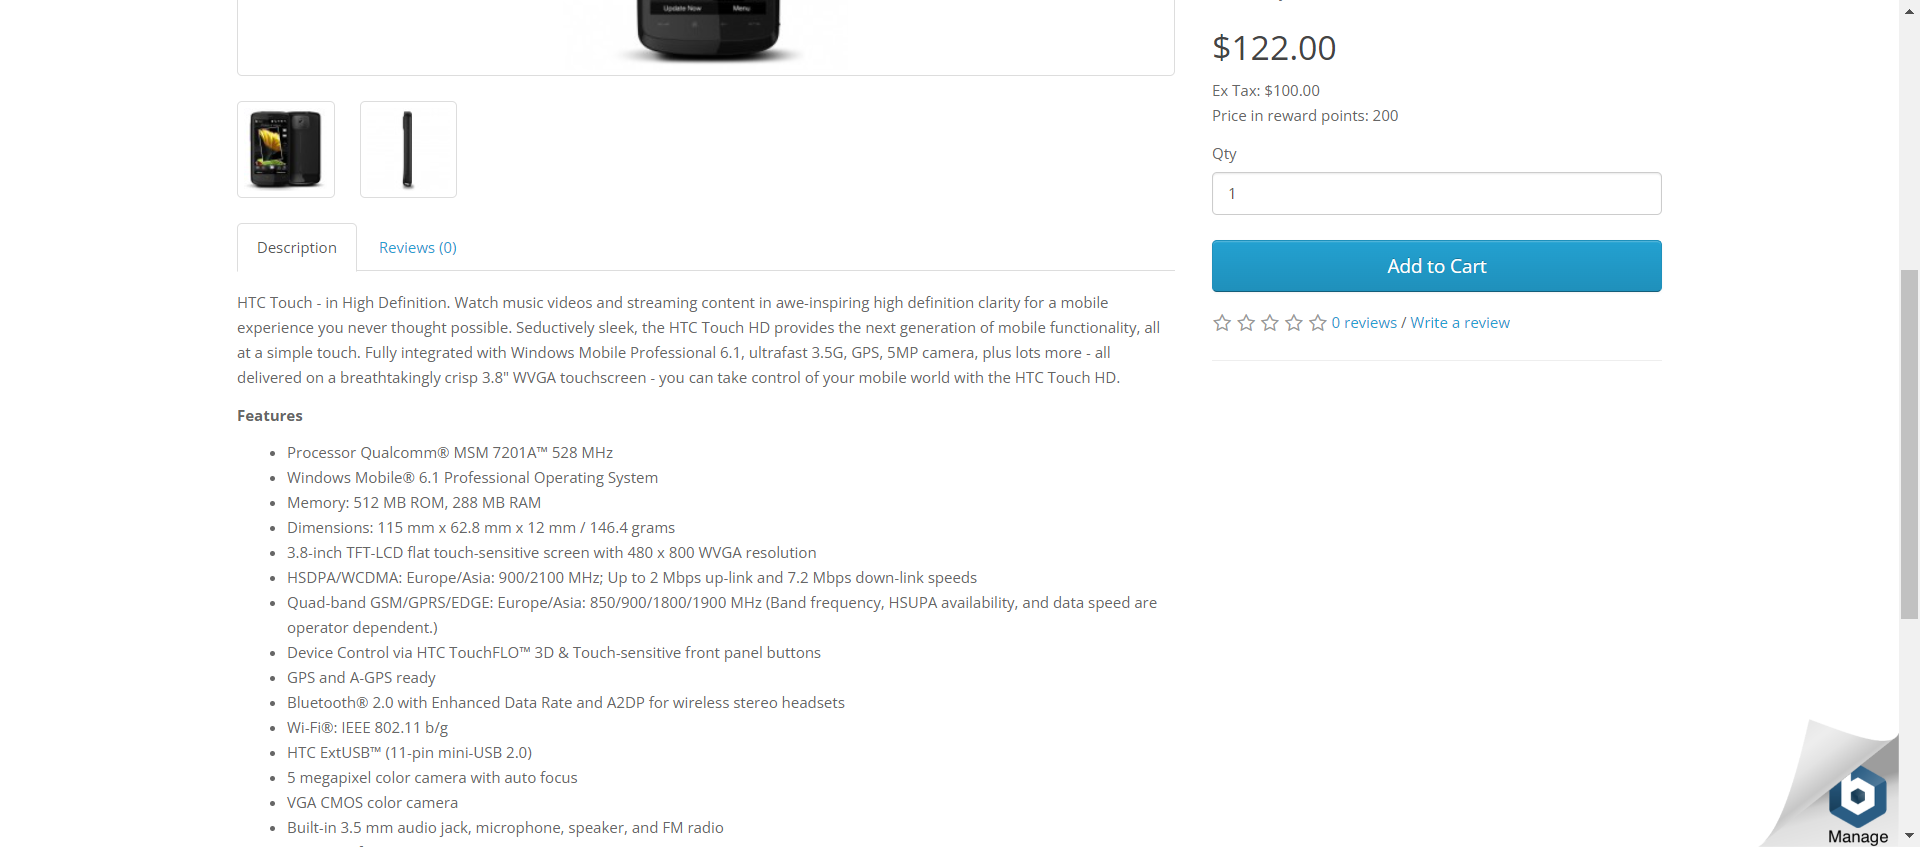 Update Now Menu
$122.00
Ex Tax: $100.00
Price in reward points: 200
Qty
1
Add to Cart
0 reviews / Write a review
Description Reviews (0)
HTC Touch - in High Definition. Watch music videos and streaming content in awe-inspiring high definition clarity for a mobile
experience you never thought possible. Seductively sleek, the HTC Touch HD provides the next generation of mobile functionality, all
at a simple touch. Fully integrated with Windows Mobile Professional 6.1, ultrafast 3.5G, GPS, 5MP camera, plus lots more - all
delivered on a breathtakingly crisp 3.8" WVGA touchscreen - you can take control of your mobile world with the HTC Touch HD.
Features
• Processor Qualcomm® MSM 7201A™ 528 MHz
• Windows Mobile® 6.1 Professional Operating System
• Memory: 512 MB ROM, 288 MB RAM
• Dimensions: 115 mm x 62.8 mm x 12 mm / 146.4 grams
• 3.8-inch TFT-LCD flat touch-sensitive screen with 480 x 800 WVGA resolution
• HSDPA/WCDMA: Europe/Asia: 900/2100 MHz; Up to 2 Mbps up-link and 7.2 Mbps down-link speeds
• Quad-band GSM/GPRS/EDGE: Europe/Asia: 850/900/1800/1900 MHz (Band frequency, HSUPA availability, and data speed are
operator dependent.)
• Device Control via HTC TouchFLO™ 3D & Touch-sensitive front panel buttons
• GPS and A-GPS ready
• Bluetooth® 2.0 with Enhanced Data Rate and A2DP for wireless stereo headsets
• Wi-Fi®: IEEE 802.11 b/g
• HTC ExtUSB™ (11-pin mini-USB 2.0)
• 5 megapixel color camera with auto focus
• VGA CMOS color camera
• Built-in 3.5 mm audio jack, microphone, speaker, and FM radio
Manage